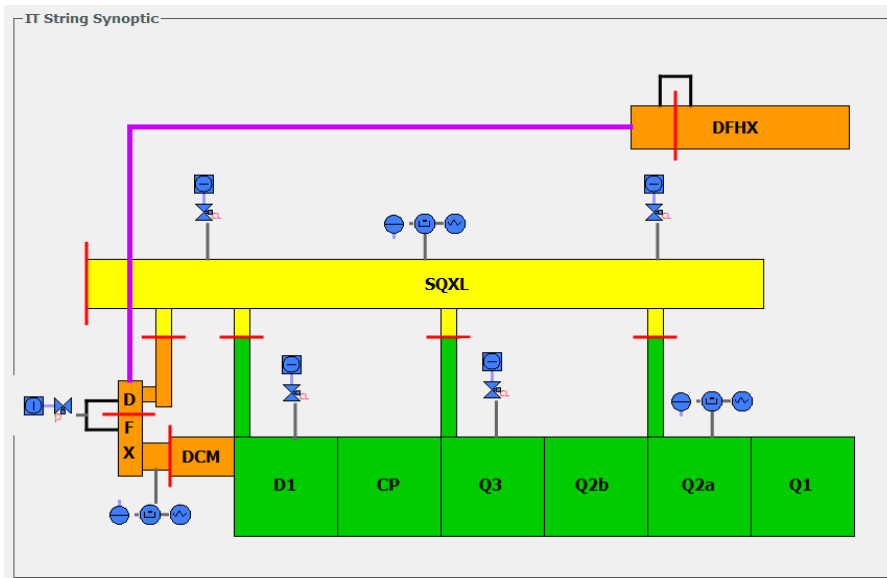 IT String Synoptic
DFHX
SQXL
D
F
X
DCM
D1
CP
Q3
Q2b
Q2a
Q1